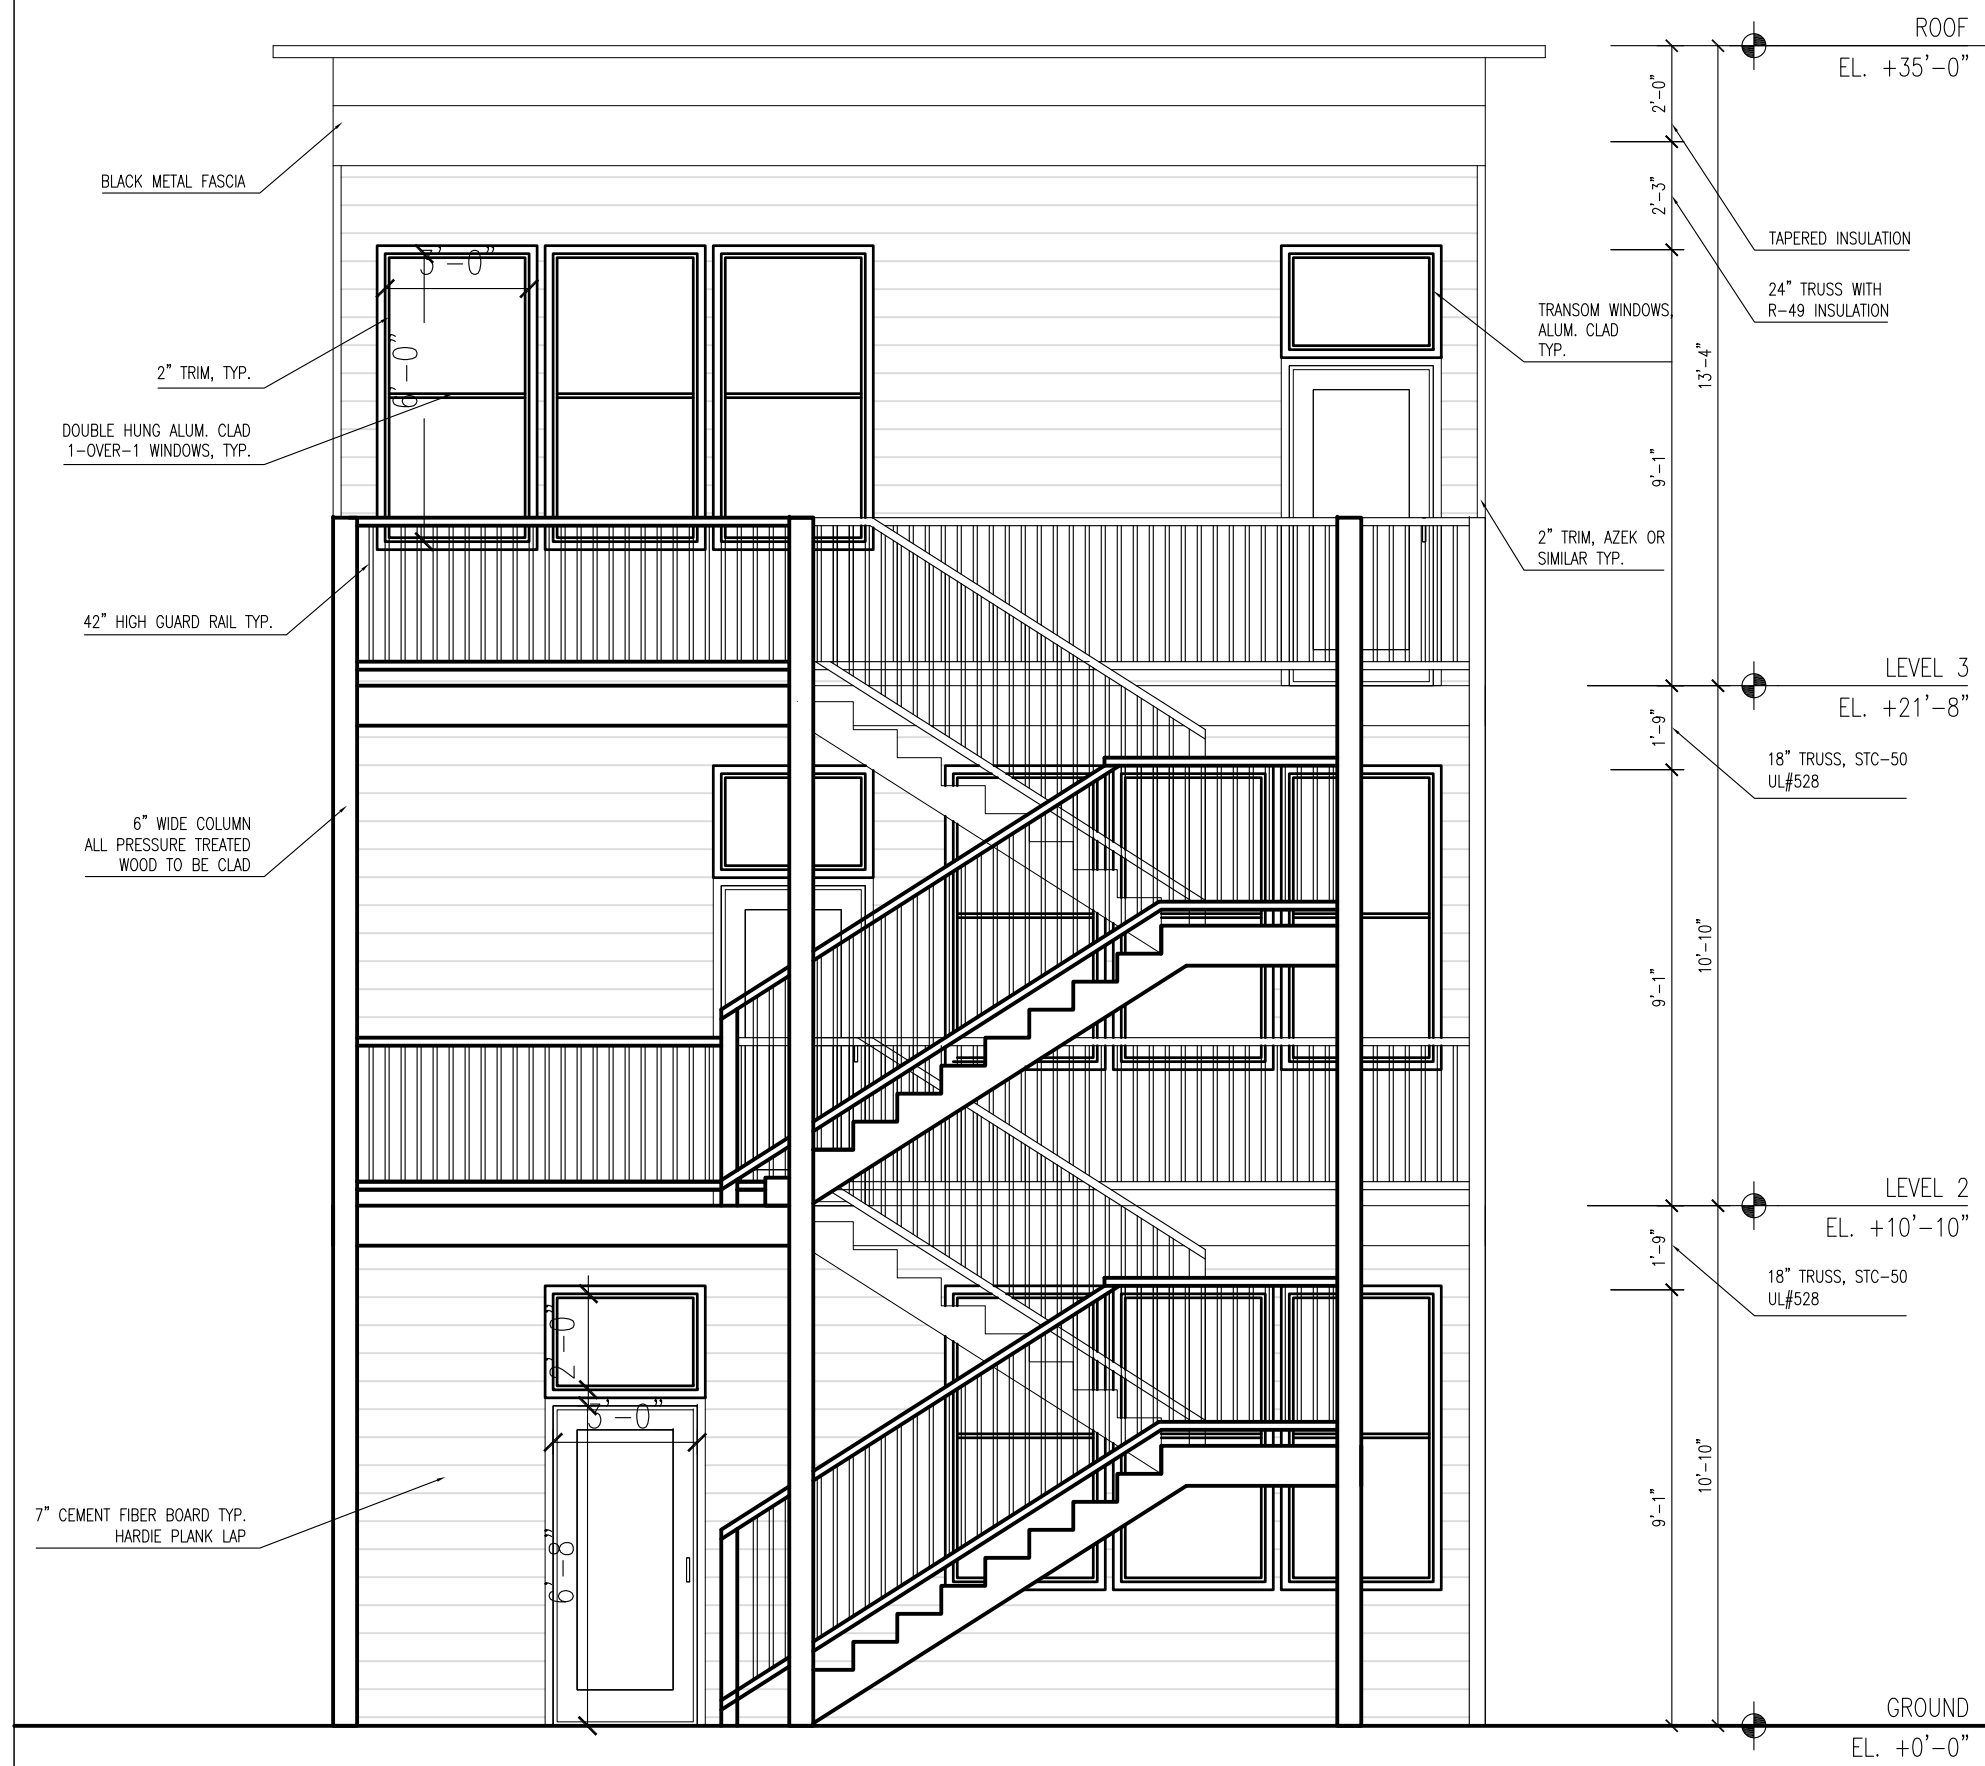 ROOF
EL. +35'-0"
2'-0"
BLACK METAL FASCIA
2'-3"
TAPERED INSULATION
3'-0"
24" TRUSS WITH
R-49 INSULATION
TRANSOM WINDOWS,
ALUM. CLAD
TYP.
13'-4"
6'-0"
2" TRIM, TYP.
DOUBLE HUNG ALUM. CLAD
1-OVER-1 WINDOWS, TYP.
9'-1"
2" TRIM, AZEK OR
SIMILAR TYP.
42" HIGH GUARD RAIL TYP.
LEVEL 3
EL. +21'-8"
1'-9"
18" TRUSS, STC-50
UL#528
6" WIDE COLUMN
ALL PRESSURE TREATED
WOOD TO BE CLAD
10'-10"
9'-1"
LEVEL 2
EL. +10'-10"
1'-9"
18" TRUSS, STC-50
UL#528
2'-0"
3'-0"
10'-10"
9'-1"
7" CEMENT FIBER BOARD TYP.
HARDIE PLANK LAP
6'-8"
GROUND
EL. +0'-0"